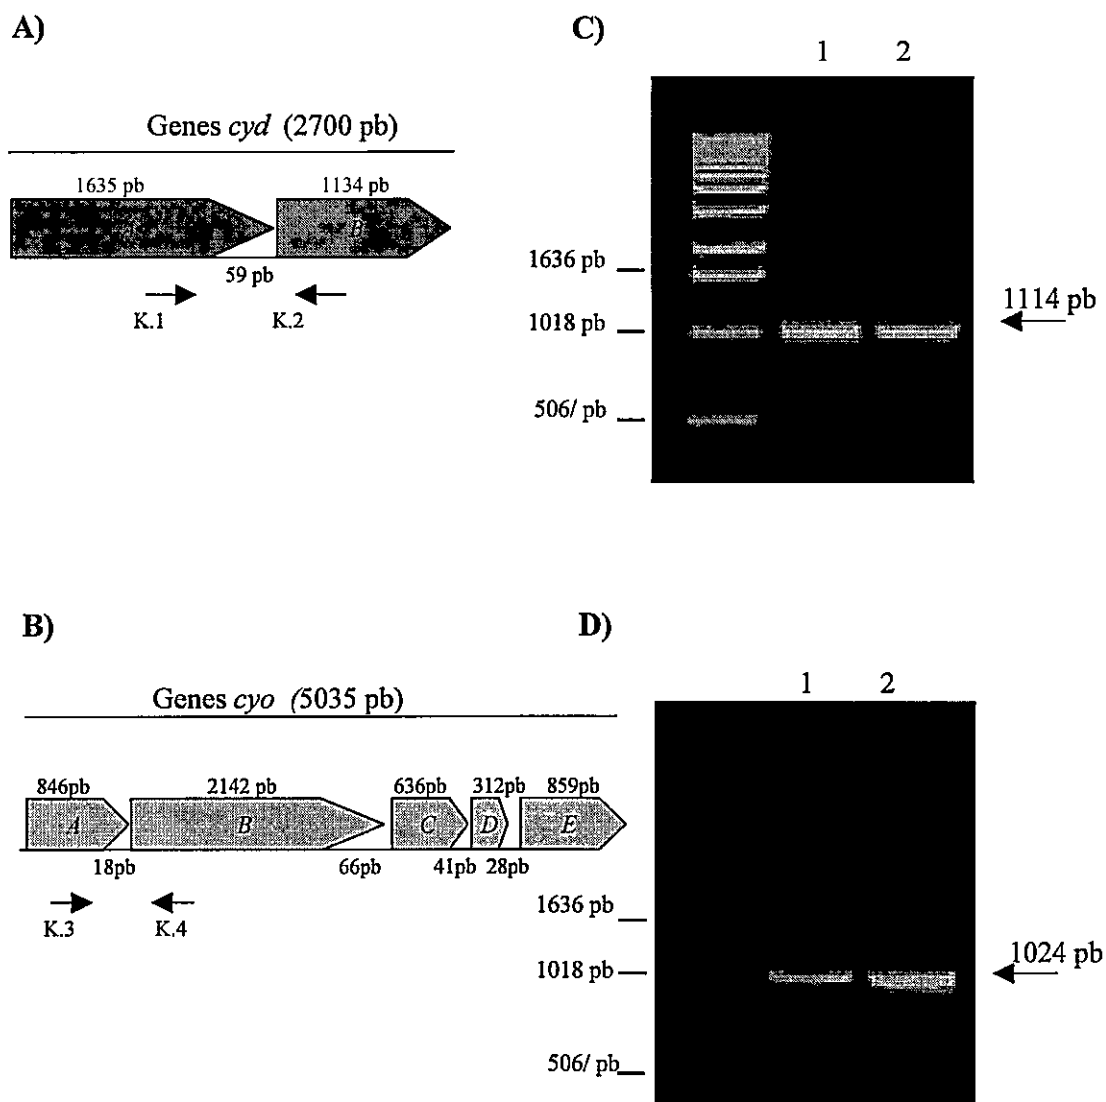 A)
Genes cyd (2700 pb)
1635 pb 1134 pb
B
59 pb
K.1 K.2
C)
1 2
1636 pb
1018 pb
506/ pb
1114 pb
B)
Genes cyo (5035 pb)
846pb 2142 pb 636pb 312pb 859pb
A B C D E
18pb 66pb 41pb 28pb
K.3 K.4
D)
1 2
1636 pb
1018 pb
506/ pb
1024 pb